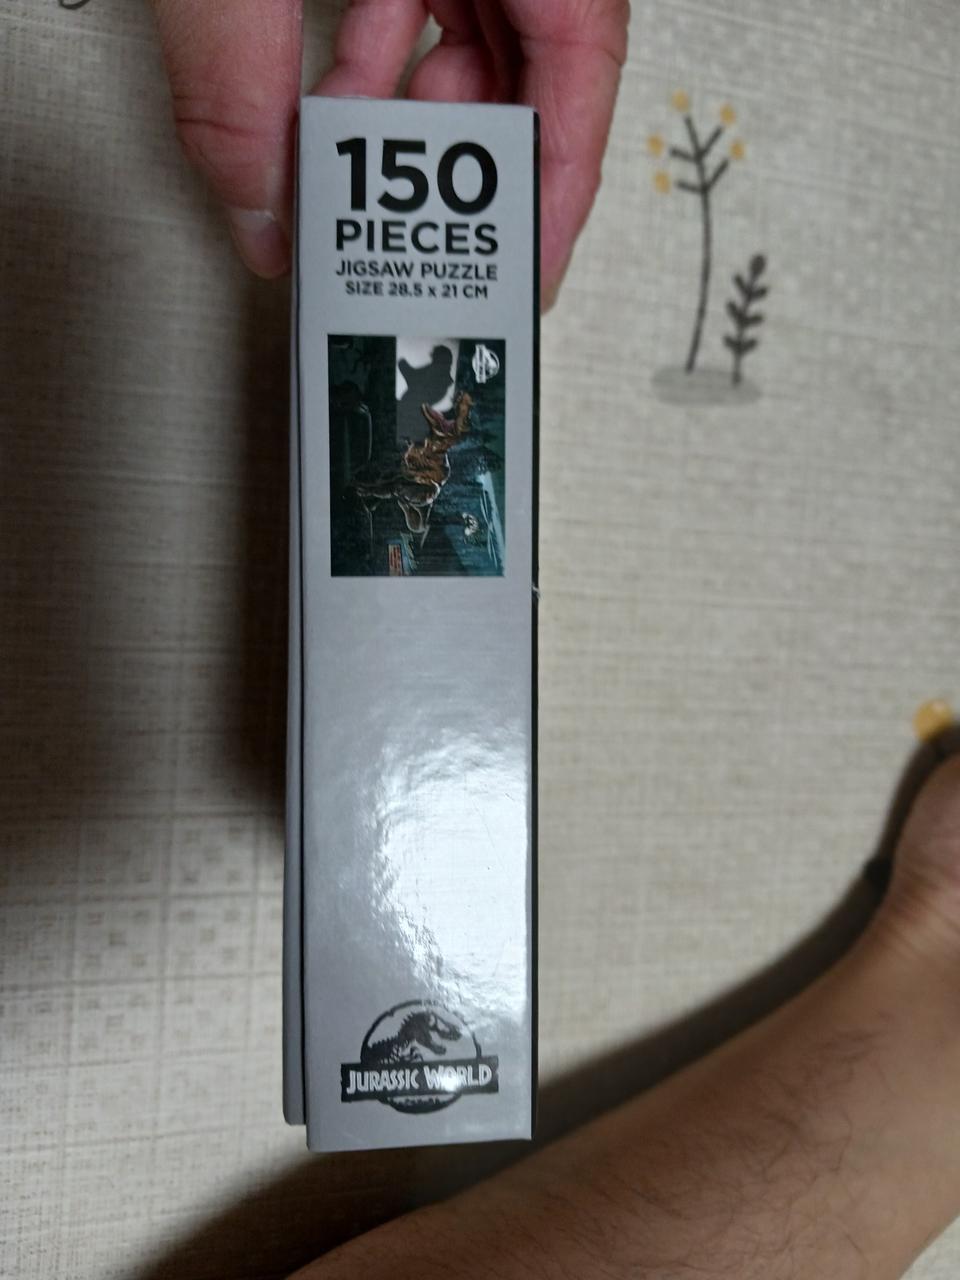 150
PIECES
JIGSAW PUZZLE
SIZE 28.5 x 21 CM
JURASSIC WORLD